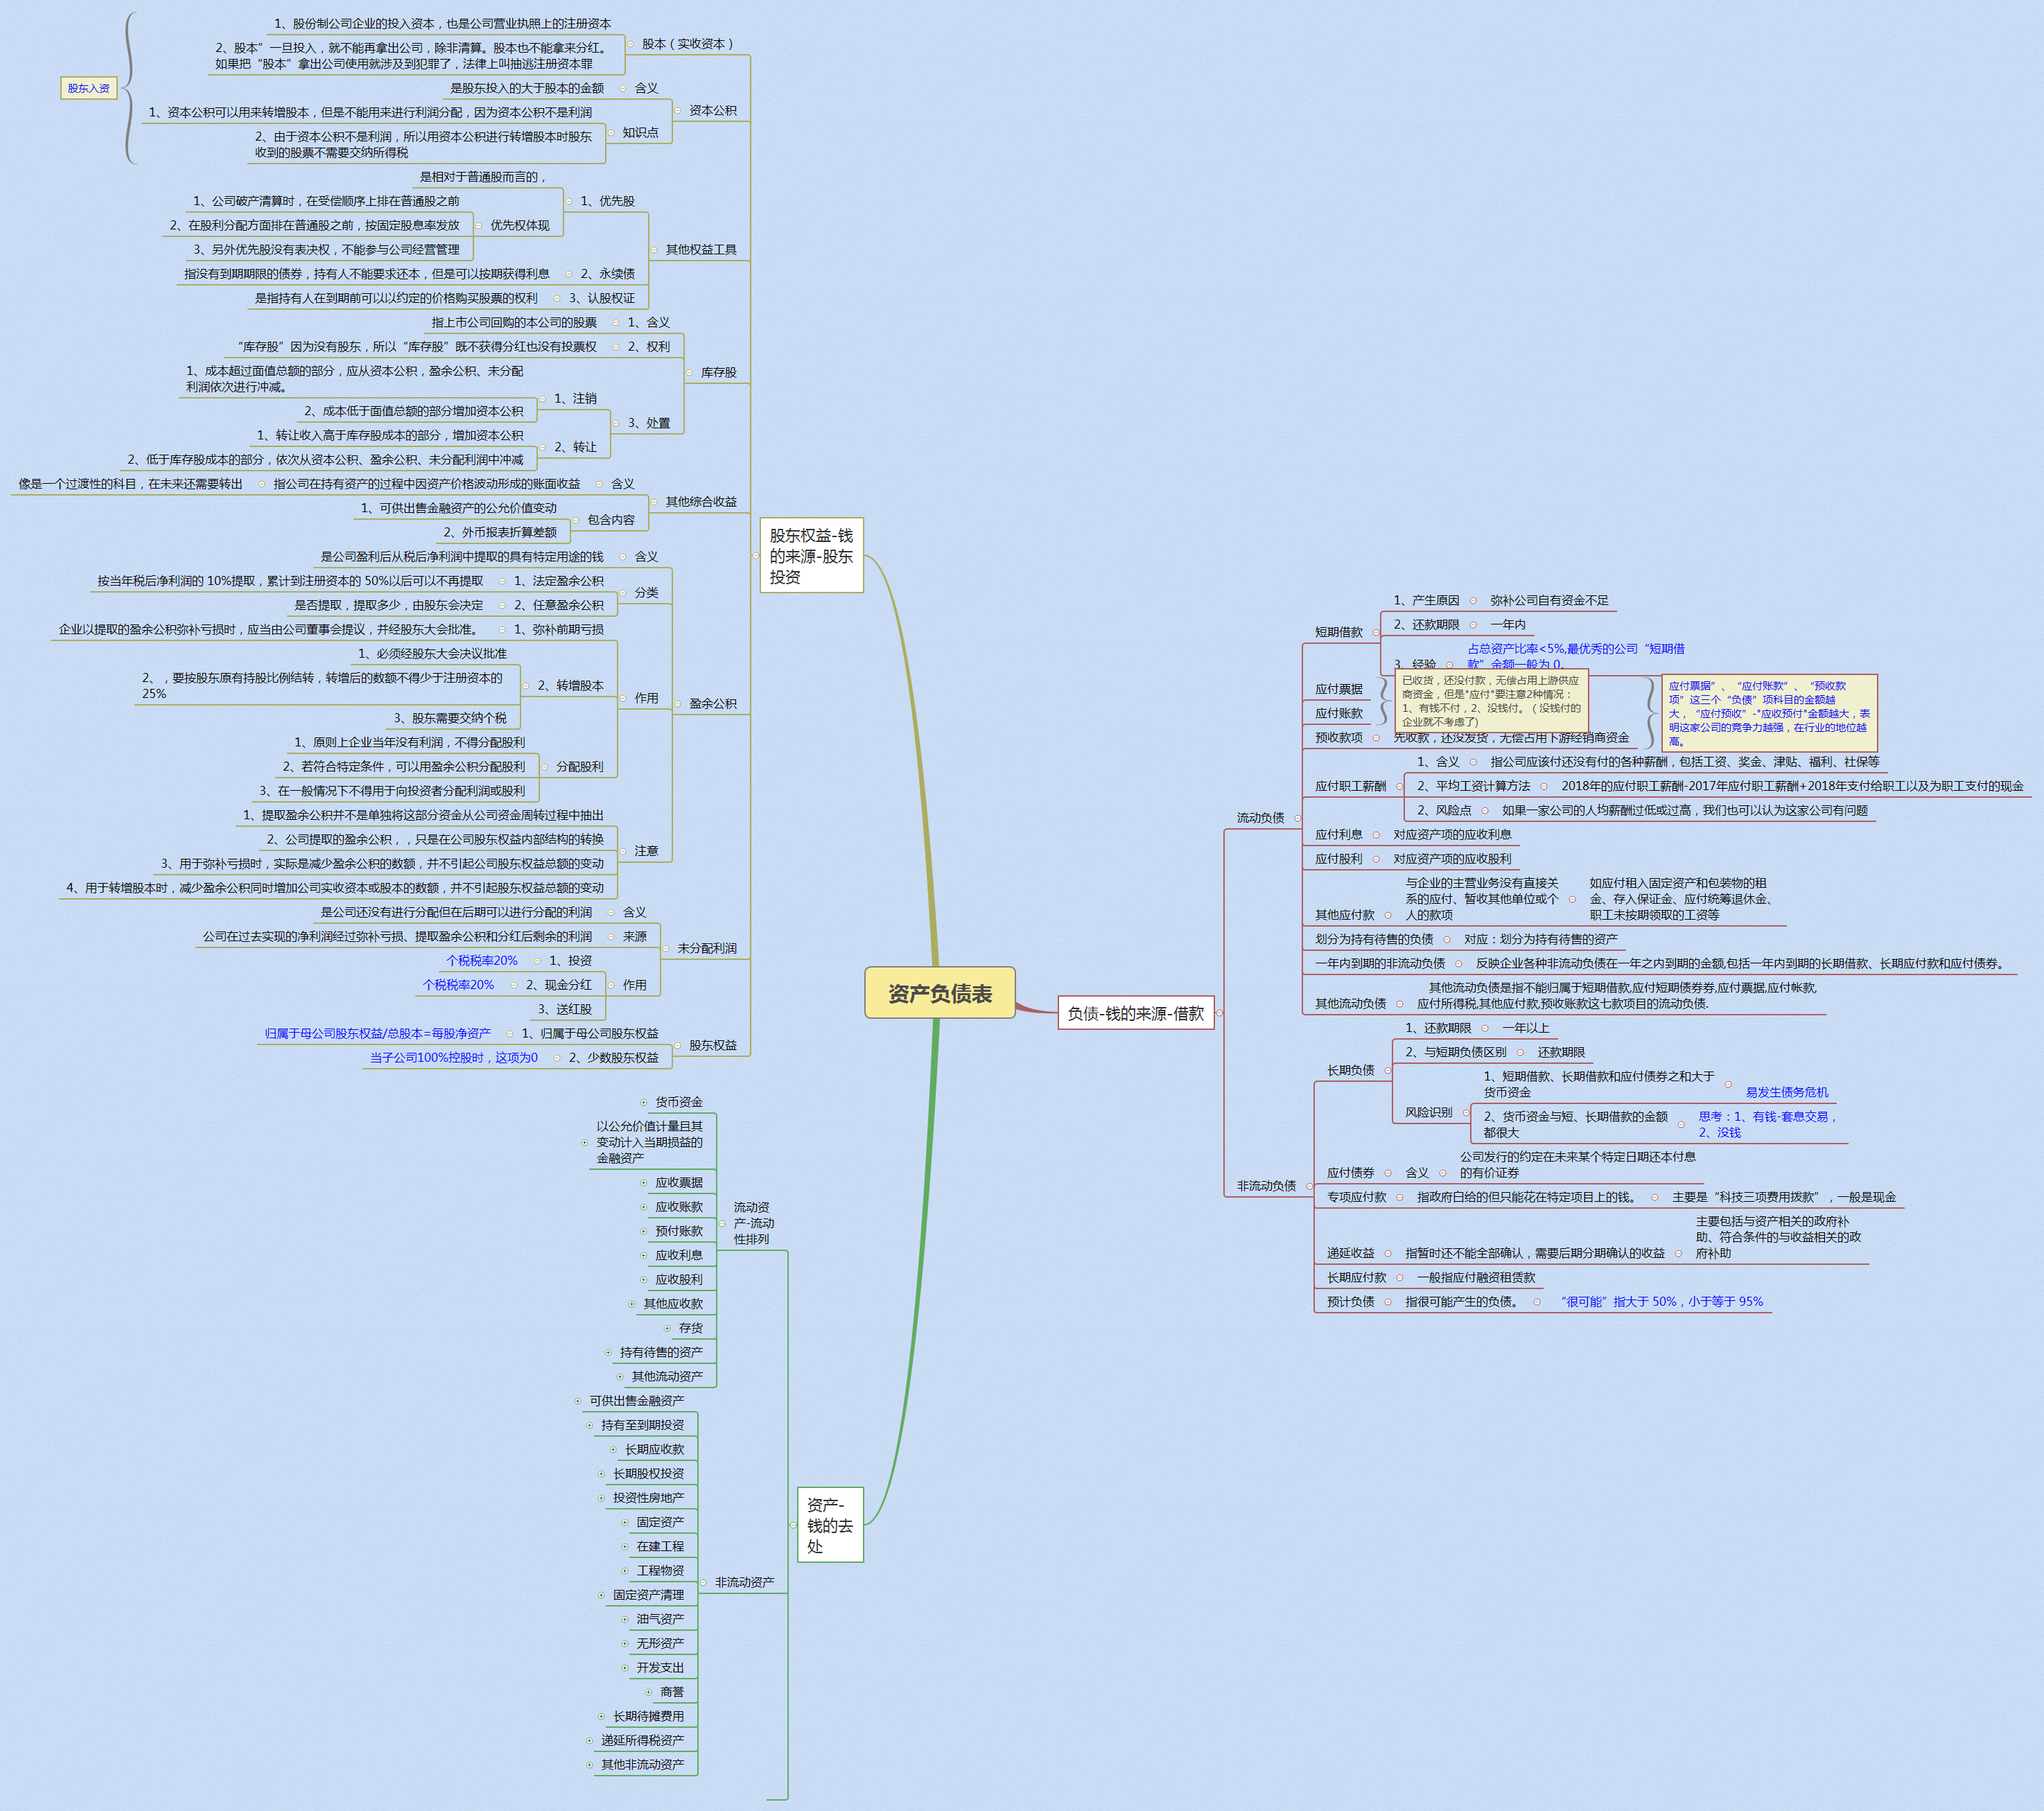 资产负债表
股东权益-钱
的来源-股东
投资
股东入资
股本（实收资本）
1、股份制公司企业的投入资本，也是公司营业执照上的注册资本
2、股本”一旦投入，就不能再拿出公司，除非清算。股本也不能拿来分红。
如果把“股本”拿出公司使用就涉及到犯罪了，法律上叫抽逃注册资本罪
资本公积
含义
是股东投入的大于股本的金额
知识点
1、资本公积可以用来转增股本，但是不能用来进行利润分配，因为资本公积不是利润
2、由于资本公积不是利润，所以用资本公积进行转增股本时股东
收到的股票不需要交纳所得税
其他权益工具
1、优先股
是相对于普通股而言的，
优先权体现
1、公司破产清算时，在受偿顺序上排在普通股之前
2、在股利分配方面排在普通股之前，按固定股息率发放
3、另外优先股没有表决权，不能参与公司经营管理
2、永续债
指没有到期期限的债券，持有人不能要求还本，但是可以按期获得利息
3、认股权证
是指持有人在到期前可以以约定的价格购买股票的权利
库存股
1、含义
指上市公司回购的本公司的股票
2、权利
“库存股”因为没有股东，所以“库存股”既不获得分红也没有投票权
3、处置
1、注销
1、成本超过面值总额的部分，应从资本公积，盈余公积、未分配
利润依次进行冲减。
2、成本低于面值总额的部分增加资本公积
2、转让
1、转让收入高于库存股成本的部分，增加资本公积
2、低于库存股成本的部分，依次从资本公积、盈余公积、未分配利润中冲减
其他综合收益
含义
指公司在持有资产的过程中因资产价格波动形成的账面收益
像是一个过渡性的科目，在未来还需要转出
包含内容
1、可供出售金融资产的公允价值变动
2、外币报表折算差额
盈余公积
含义
是公司盈利后从税后净利润中提取的具有特定用途的钱
分类
1、法定盈余公积
按当年税后净利润的 10%提取，累计到注册资本的 50%以后可以不再提取
2、任意盈余公积
是否提取，提取多少，由股东会决定
作用
1、弥补前期亏损
企业以提取的盈余公积弥补亏损时，应当由公司董事会提议，并经股东大会批准。
2、转增股本
1、必须经股东大会决议批准
2、，要按股东原有持股比例结转，转增后的数额不得少于注册资本的
25%
3、股东需要交纳个税
分配股利
1、原则上企业当年没有利润，不得分配股利
2、若符合特定条件，可以用盈余公积分配股利
3、在一般情况下不得用于向投资者分配利润或股利
注意
1、提取盈余公积并不是单独将这部分资金从公司资金周转过程中抽出
2、公司提取的盈余公积，，只是在公司股东权益内部结构的转换
3、用于弥补亏损时，实际是减少盈余公积的数额，并不引起公司股东权益总额的变动
4、用于转增股本时，减少盈余公积同时增加公司实收资本或股本的数额，并不引起股东权益总额的变动
未分配利润
含义
是公司还没有进行分配但在后期可以进行分配的利润
来源
公司在过去实现的净利润经过弥补亏损、提取盈余公积和分红后剩余的利润
作用
1、投资
个税税率20%
2、现金分红
个税税率20%
3、送红股
股东权益
1、归属于母公司股东权益
归属于母公司股东权益/总股本=每股净资产
2、少数股东权益
当子公司100%控股时，这项为0
资产-
钱的去
处
流动资
产-流动
性排列
货币资金
以公允价值计量且其
变动计入当期损益的
金融资产
应收票据
应收账款
预付账款
应收利息
应收股利
其他应收款
存货
持有待售的资产
其他流动资产
非流动资产
可供出售金融资产
持有至到期投资
长期应收款
长期股权投资
投资性房地产
固定资产
在建工程
工程物资
固定资产清理
油气资产
无形资产
开发支出
商誉
长期待摊费用
递延所得税资产
其他非流动资产
负债-钱的来源-借款
流动负债
短期借款
1、产生原因
弥补公司自有资金不足
2、还款期限
一年内
3、经验
占总资产比率<5%,最优秀的公司“短期借
款”金额一般为 0。
应付票据
应付账款
已收货，还没付款，无偿占用上游供应
商资金，但是"应付"要注意2种情况：
1、有钱不付，2、没钱付。（没钱付的
企业就不考虑了)
预收款项
先收款，还没发货，无偿占用下游经销商资金
应付票据”、“应付账款”、“预收款
项”这三个“负债”项科目的金额越
大，“应付预收”-"应收预付"金额越大，表
明这家公司的竞争力越强，在行业的地位越
高。
应付职工薪酬
1、含义
指公司应该付还没有付的各种薪酬，包括工资、奖金、津贴、福利、社保等
2、平均工资计算方法
2018年的应付职工薪酬-2017年应付职工薪酬+2018年支付给职工以及为职工支付的现金
2、风险点
如果一家公司的人均薪酬过低或过高，我们也可以认为这家公司有问题
应付利息
对应资产项的应收利息
应付股利
对应资产项的应收股利
其他应付款
与企业的主营业务没有直接关
系的应付、暂收其他单位或个
人的款项
如应付租入固定资产和包装物的租
金、存入保证金、应付统筹退休金、
职工未按期领取的工资等
划分为持有待售的负债
对应：划分为持有待售的资产
一年内到期的非流动负债
反映企业各种非流动负债在一年之内到期的金额,包括一年内到期的长期借款、长期应付款和应付债券。
其他流动负债
其他流动负债是指不能归属于短期借款,应付短期债券券,应付票据,应付帐款,
应付所得税,其他应付款,预收账款这七款项目的流动负债.
非流动负债
长期负债
1、还款期限
一年以上
2、与短期负债区别
还款期限
风险识别
1、短期借款、长期借款和应付债券之和大于
货币资金
易发生债务危机
2、货币资金与短、长期借款的金额
都很大
思考：1、有钱-套息交易，
2、没钱
应付债券
含义
公司发行的约定在未来某个特定日期还本付息
的有价证券
专项应付款
指政府白给的但只能花在特定项目上的钱。
主要是“科技三项费用拨款”，一般是现金
递延收益
指暂时还不能全部确认，需要后期分期确认的收益
主要包括与资产相关的政府补
助、符合条件的与收益相关的政
府补助
长期应付款
一般指应付融资租赁款
预计负债
指很可能产生的负债。
“很可能”指大于 50%，小于等于 95%